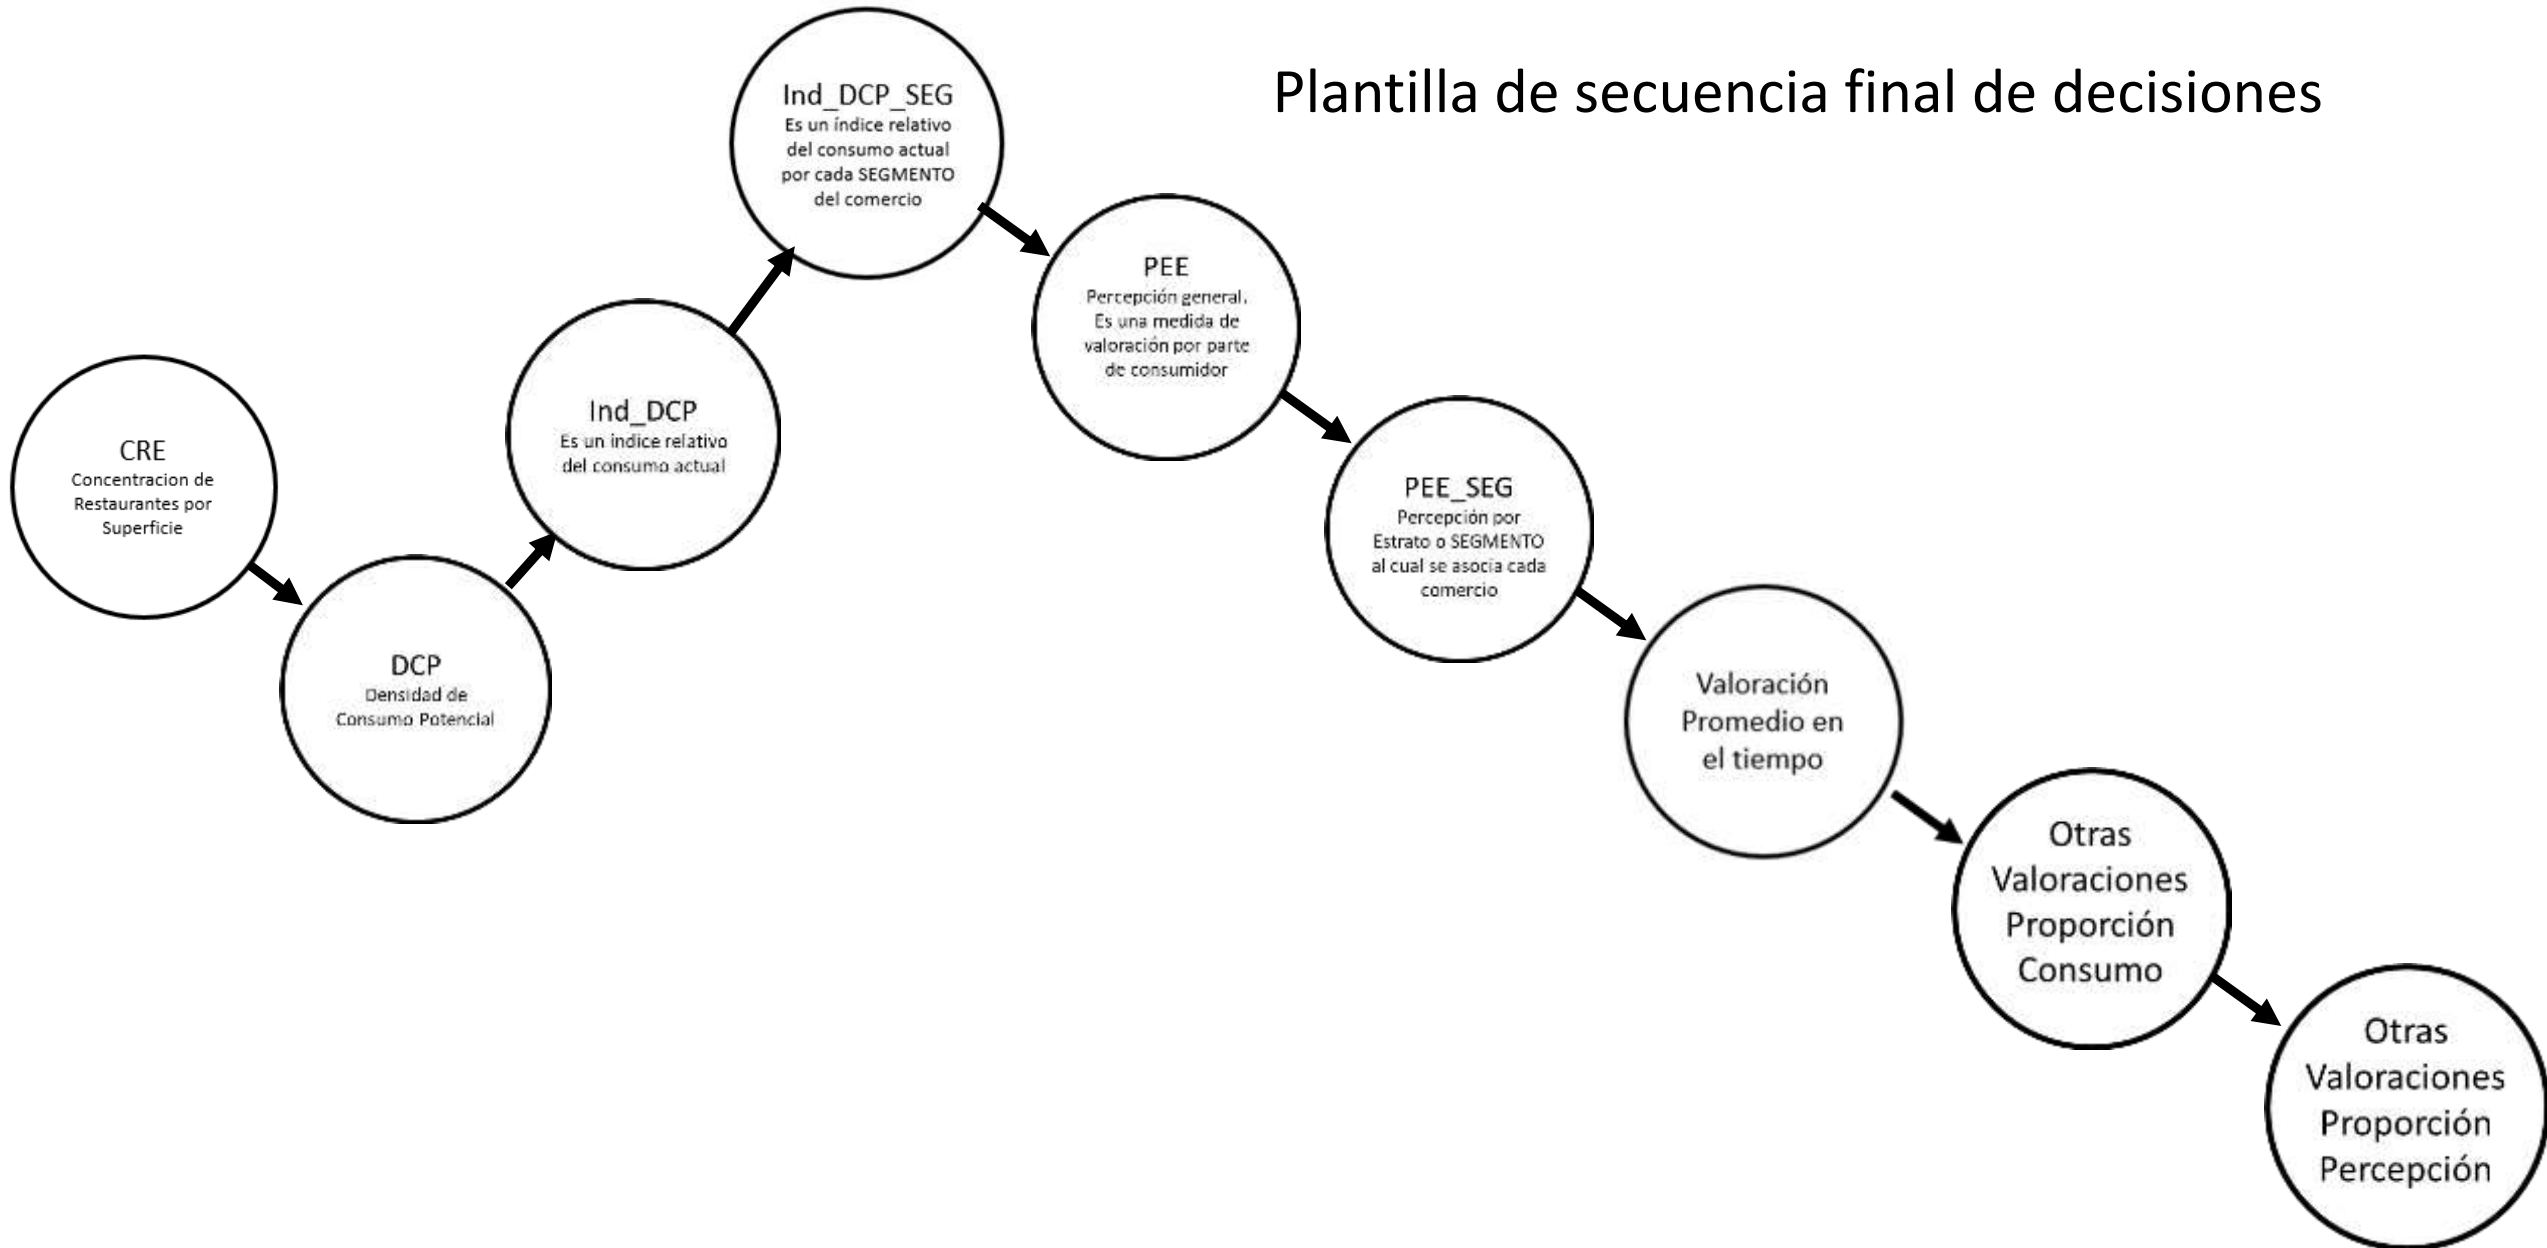 Plantilla de secuencia final de decisiones
CRE
Concentracion de
Restaurantes por
Superficie
DCP
Densidad de
Consumo Potencial
Ind_DCP
Es un índice relativo
del consumo actual
Ind_DCP_SEG
Es un índice relativo
del consumo actual
por cada SEGMENTO
del comercio
PEE
Percepción general.
Es una medida de
valoración por parte
de consumidor
PEE_SEG
Percepción por
Estrato o SEGMENTO
al cual se asocia cada
comercio
Valoración
Promedio en
el tiempo
Otras
Valoraciones
Proporción
Consumo
Otras
Valoraciones
Proporción
Percepción